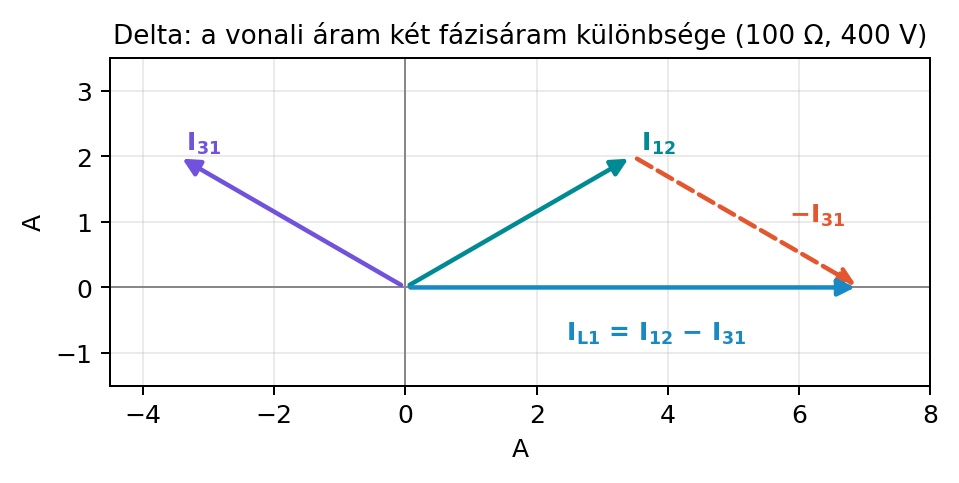 Delta: a vonali áram két fázisáram különbsége (100 Ω, 400 V)
3
2
1
0
−1
A
I₃₁
I₁₂
−I₃₁
I_L1 = I₁₂ − I₃₁
−4
−2
0
2
4
6
8
A